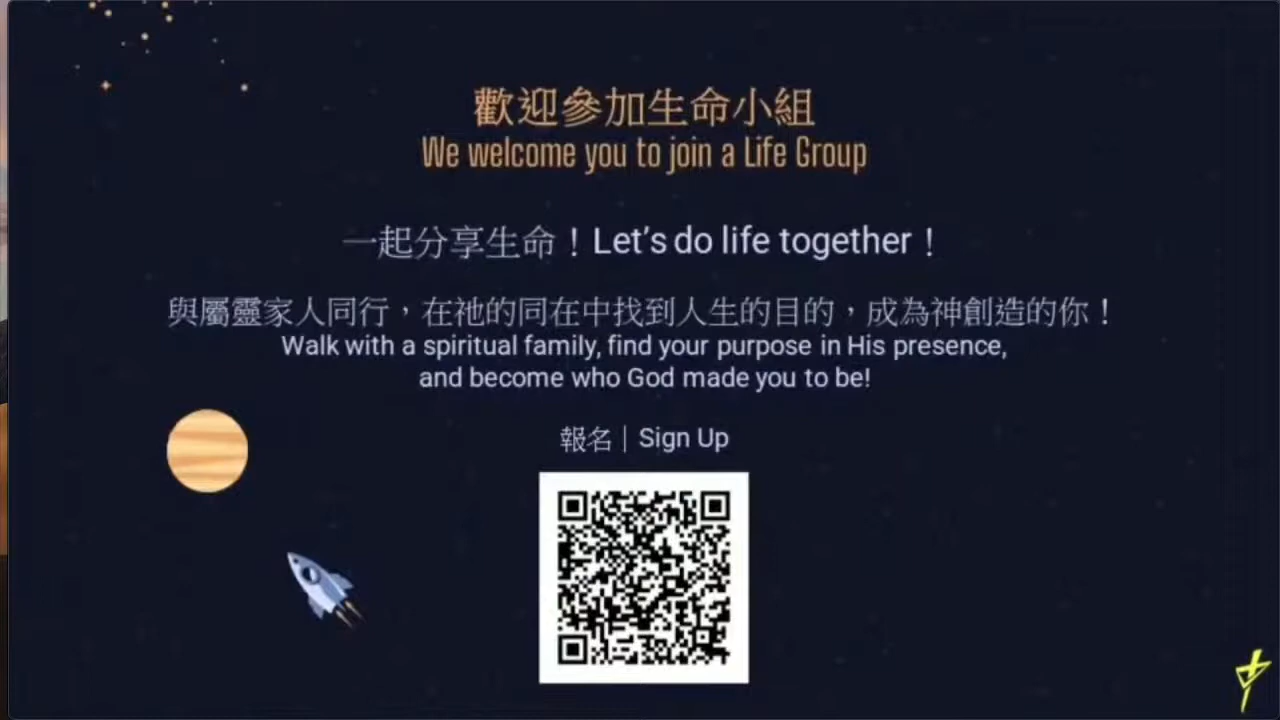 歡迎參加生命小組
We welcome you to join a Life Group
一起分享生命！Let's do life together！
與屬靈家人同行，在祂的同在中找到人生的目的，成為神創造的你！
Walk with a spiritual family, find your purpose in His presence,
and become who God made you to be!
報名｜Sign Up